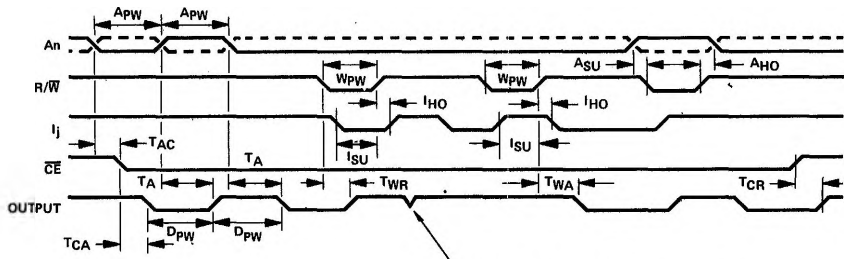 APW APW
An
ASU AHO
R/W̅ WPW WPW
IHO IHO
Ij
TAC ISU ISU
C̅E̅ TA
TA TWR TWA TCR
OUTPUT
DPW DPW
TCA